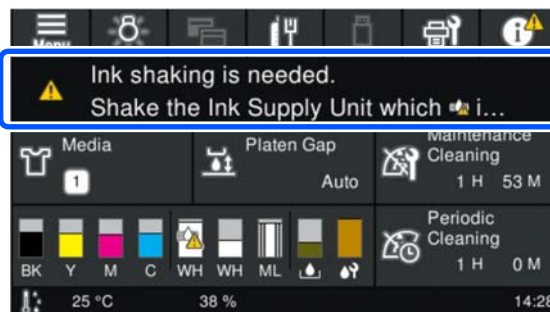 Menu
Ink shaking is needed.
Shake the Ink Supply Unit which i...
Media
1
Platen Gap
Auto
Maintenance
Cleaning
1 H 53 M
BK Y M C WH WH ML
Periodic
Cleaning
1 H 0 M
25 °C 38 % 14:28